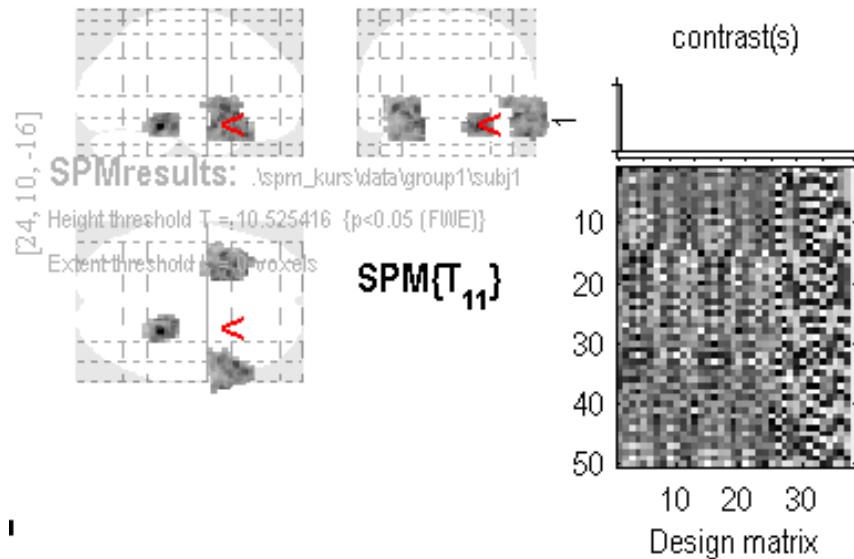 contrast(s)
1
[24, 10, -16]
<
<
<
SPMresults: .\spm_kurs\data\group1\subj1
Height threshold T = 10.525416 {p<0.05 (FWE)}
Extent threshold voxels
SPM{T11}
10
20
30
40
50
10 20 30
Design matrix